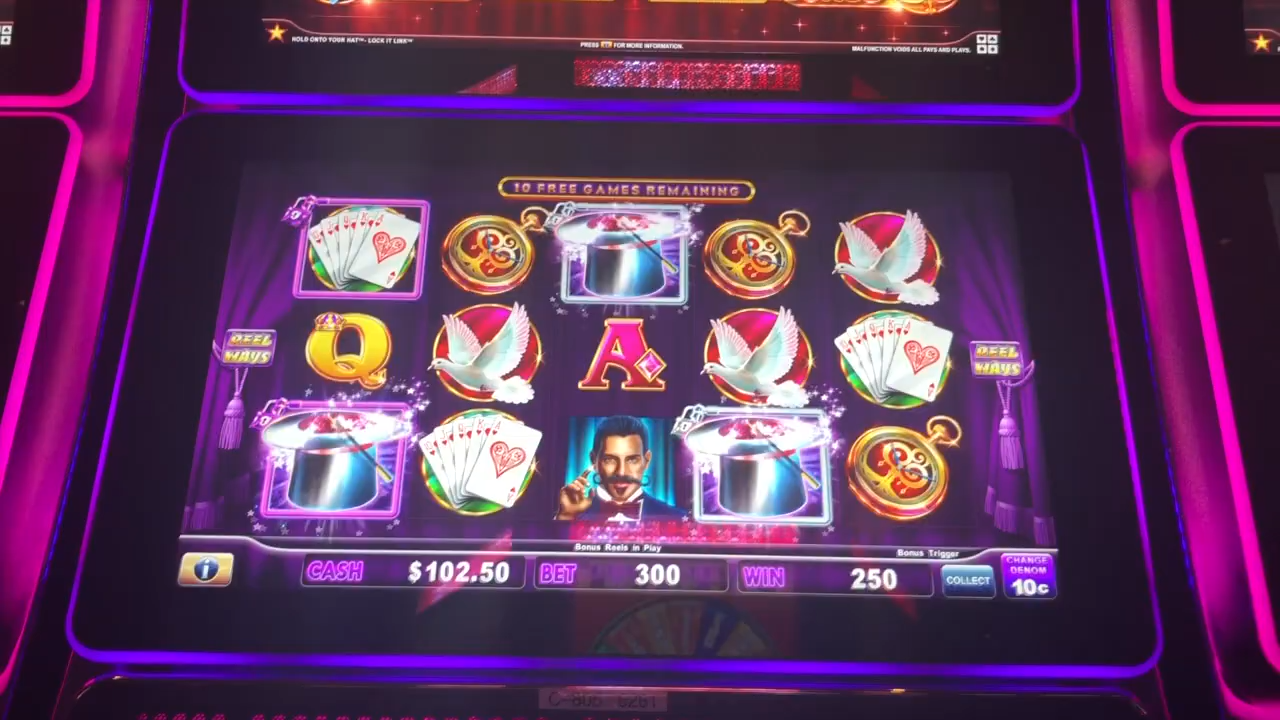 HOLD ONTO YOUR HAT™ - LOCK IT LINK™
PRESS FOR MORE INFORMATION.
MALFUNCTION VOIDS ALL PAYS AND PLAYS.
10 FREE GAMES REMAINING
REEL WAYS
Q
A
REEL WAYS
Bonus Reels in Play
Bonus Trigger
CASH $102.50
BET 300
WIN 250
COLLECT
CHANGE DENOM
10¢